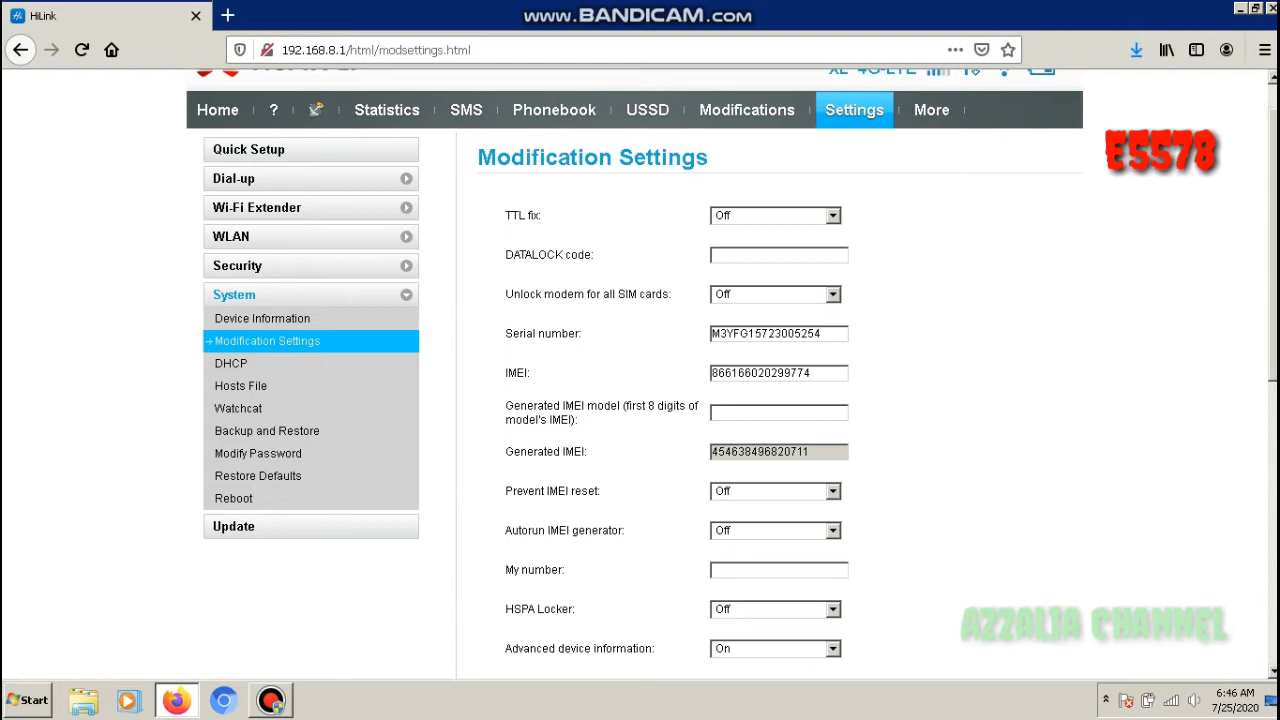 HiLink
www.BANDICAM.com
192.168.8.1/html/modsettings.html
XL 4G-LTE
Home ? Statistics SMS Phonebook USSD Modifications Settings More
E5578
Quick Setup
Dial-up
Wi-Fi Extender
WLAN
Security
System
Device Information
Modification Settings
DHCP
Hosts File
Watchcat
Backup and Restore
Modify Password
Restore Defaults
Reboot
Update
Modification Settings
TTL fix: Off
DATALOCK code:
Unlock modem for all SIM cards: Off
Serial number: M3YFG15723005254
IMEI: 866166020299774
Generated IMEI model (first 8 digits of
model's IMEI):
Generated IMEI: 454638496820711
Prevent IMEI reset: Off
Autorun IMEI generator: Off
My number:
HSPA Locker: Off
Advanced device information: On
AZZALIA CHANNEL
Start
6:46 AM
7/25/2020